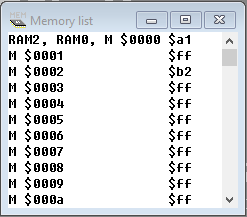 Memory list
RAM2, RAM0, M $0000 $a1
M $0001 $ff
M $0002 $b2
M $0003 $ff
M $0004 $ff
M $0005 $ff
M $0006 $ff
M $0007 $ff
M $0008 $ff
M $0009 $ff
M $000a $ff